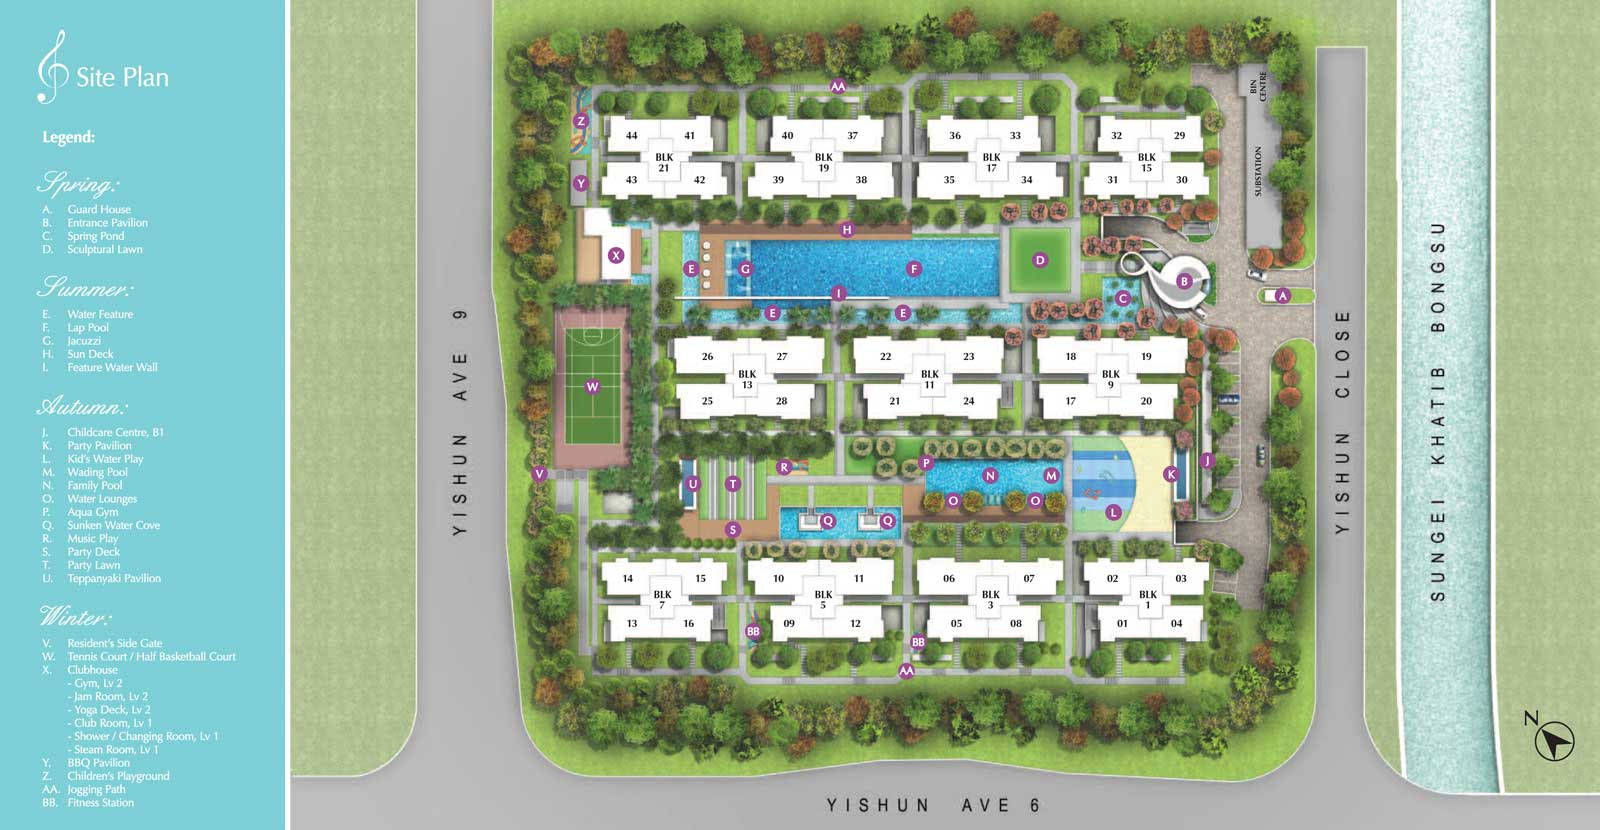 Site Plan
Legend:
Spring:
A. Guard House
B. Entrance Pavilion
C. Spring Pond
D. Sculptural Lawn
Summer:
E. Water Feature
F. Lap Pool
G. Jacuzzi
H. Sun Deck
I. Feature Water Wall
Autumn:
J. Childcare Centre, B1
K. Party Pavilion
L. Kid's Water Play
M. Wading Pool
N. Family Pool
O. Water Lounges
P. Aqua Gym
Q. Sunken Water Cove
R. Music Play
S. Party Deck
T. Party Lawn
U. Teppanyaki Pavilion
Winter:
V. Resident's Side Gate
W. Tennis Court / Half Basketball Court
X. Clubhouse
- Gym, Lv 2
- Jam Room, Lv 2
- Yoga Deck, Lv 2
- Club Room, Lv 1
- Shower / Changing Room, Lv 1
- Steam Room, Lv 1
Y. BBQ Pavilion
Z. Children's Playground
AA. Jogging Path
BB. Fitness Station
AA
BIN
CENTRE
Z
44 41 40 37 36 33 32 29
BLK
21
BLK
19
BLK
17
BLK
15
SUBSTATION
Y
43 42 39 38 35 34 31 30
H
X
E G F D B
I
C A
E E
YISHUN AVE 9
YISHUN CLOSE
SUNGEI KHATIB BONGSU
26 27 22 23 18 19
BLK
13
BLK
11
BLK
9
W
25 28 21 24 17 20
V
R P J
U T N M K
O O L
S Q Q
14 15 10 11 06 07 02 03
BLK
7
BLK
5
BLK
3
BLK
1
13 16 09 12 05 08 01 04
BB BB
AA
N
YISHUN AVE 6